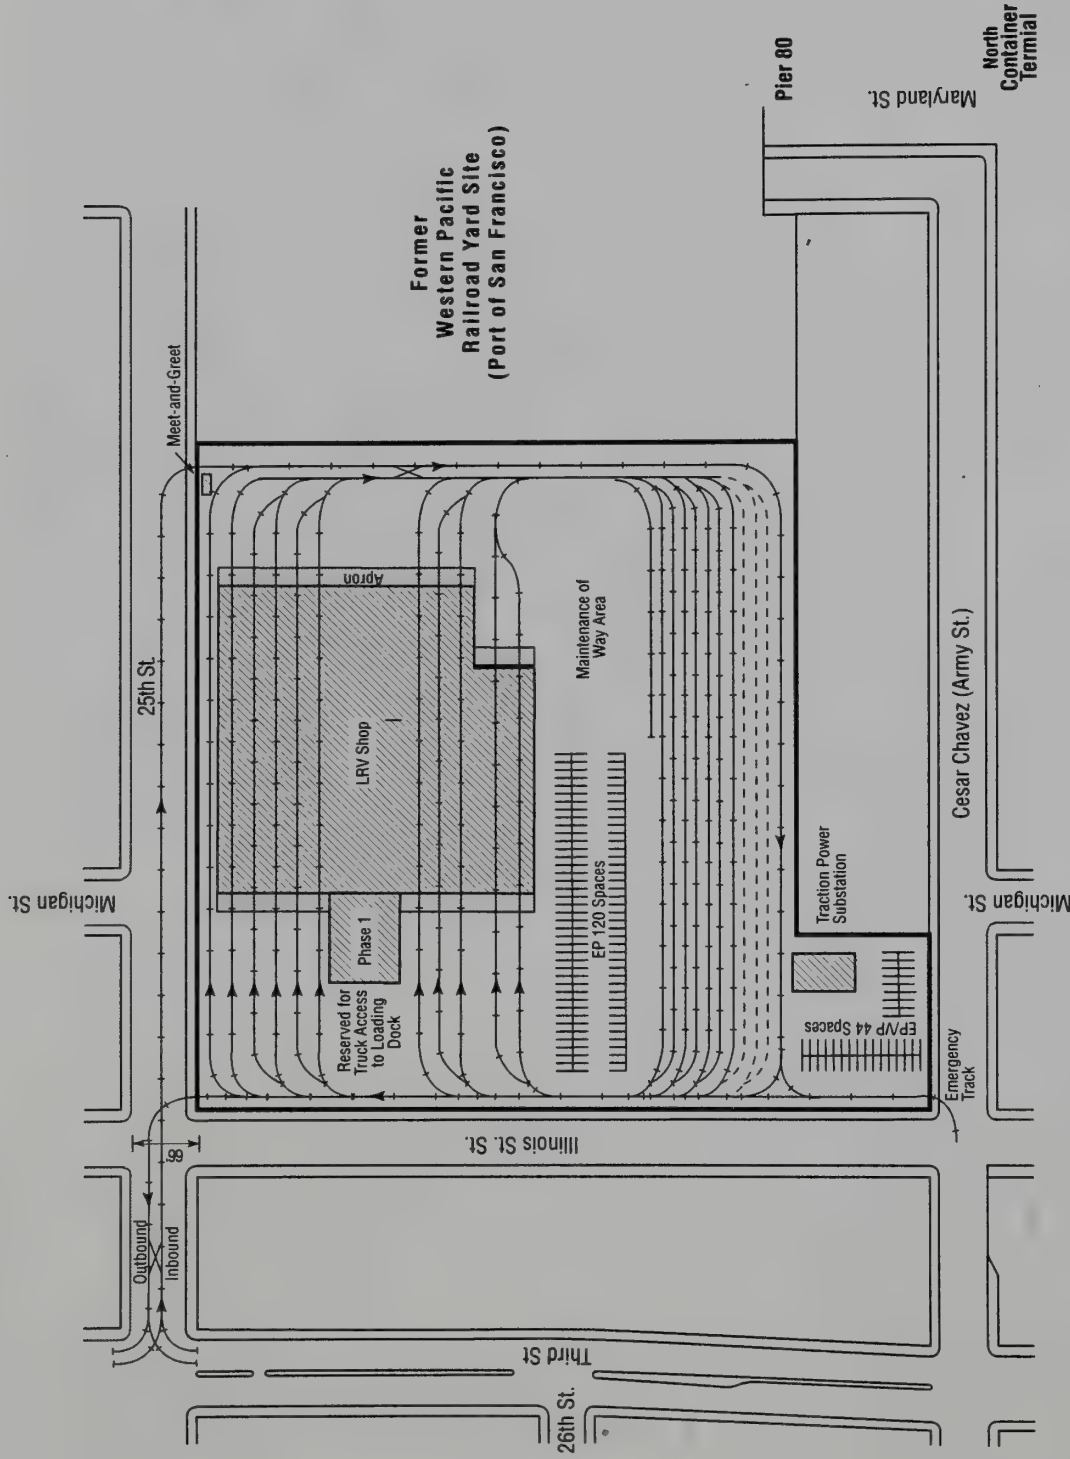 Pier 80
North
Container
Termial
Maryland St.
Former
Western Pacific
Railroad Yard Site
(Port of San Francisco)
Meet-and-Greet
25th St.
Apron
LRV Shop
Maintenance of
Way Area
Cesar Chavez (Army St.)
Michigan St.
Michigan St.
Phase 1
Reserved for
Truck Access
to Loading
Dock
EP 120 Spaces
Traction Power
Substation
EP/VP 44 Spaces
Emergency
Track
66'
Illinois St. St.
Outbound
Inbound
Third St
26th St.